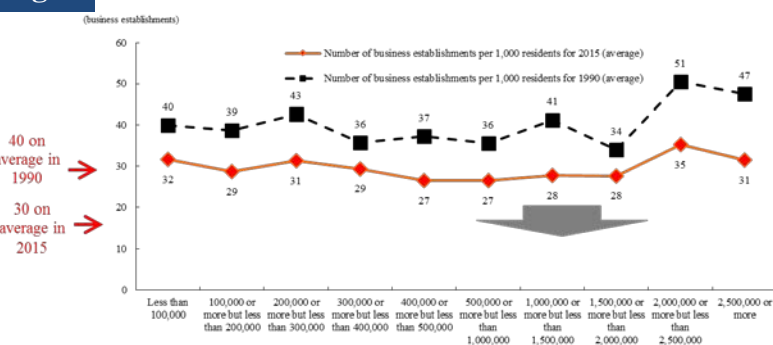 (business establishments)
60
50
40
30
20
10
0
Number of business establishments per 1,000 residents for 2015 (average)
Number of business establishments per 1,000 residents for 1990 (average)
40
39
43
36
37
36
41
34
51
47
32
29
31
29
27
27
28
28
35
31
40 on
average in
1990
30 on
average in
2015
Less than
100,000
100,000 or
more but less
than 200,000
200,000 or
more but less
than 300,000
300,000 or
more but less
than 400,000
400,000 or
more but less
than 500,000
500,000 or
more but less
than
1,000,000
1,000,000 or
more but less
than
1,500,000
1,500,000 or
more but less
than
2,000,000
2,000,000 or
more but less
than
2,500,000
2,500,000 or
more